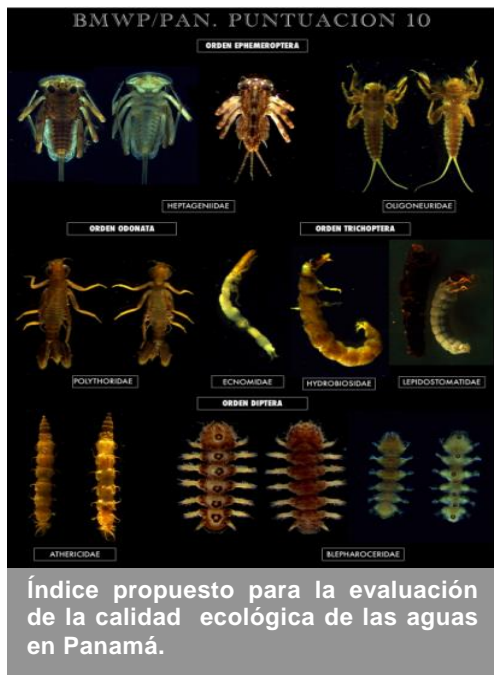 BMWP/PAN. PUNTUACION 10
ORDEN EPHEMEROPTERA
HEPTAGENIIDAE
OLIGONEURIDAE
ORDEN ODONATA
ORDEN TRICHOPTERA
POLYTHORIDAE
ECNOMIDAE
HYDROBIOSIDAE
LEPIDOSTOMATIDAE
ORDEN DIPTERA
ATHERICIDAE
BLEPHAROCERIDAE
Índice propuesto para la evaluación
de la calidad ecológica de las aguas
en Panamá.